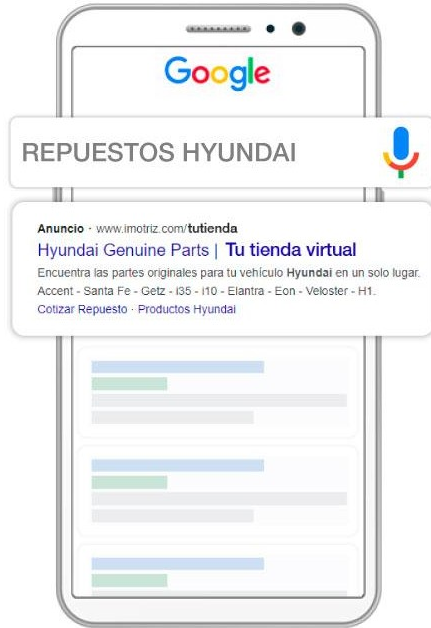 Google
REPUESTOS HYUNDAI
Anuncio · www.imotriz.com/tutienda
Hyundai Genuine Parts | Tu tienda virtual
Encuentra las partes originales para tu vehículo Hyundai en un solo lugar.
Accent - Santa Fe - Getz - i35 - i10 - Elantra - Eon - Veloster - H1.
Cotizar Repuesto · Productos Hyundai